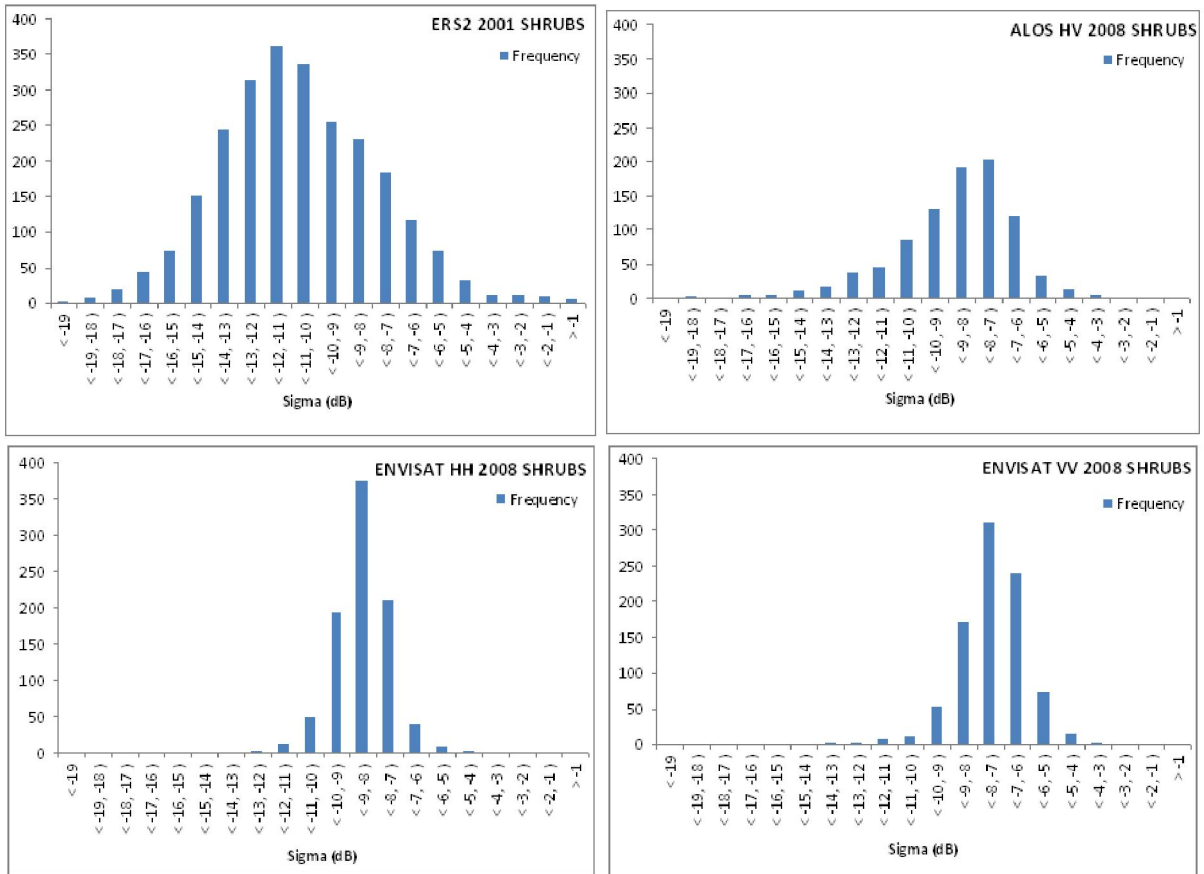 ERS2 2001 SHRUBS
Frequency
400
350
300
250
200
150
100
50
0
< -19
< -19, -18 )
< -18, -17 )
< -17, -16 )
< -16, -15 )
< -15, -14 )
< -14, -13 )
< -13, -12 )
< -12, -11 )
< -11, -10 )
< -10, -9 )
< -9, -8 )
< -8, -7 )
< -7, -6 )
< -6, -5 )
< -5, -4 )
< -4, -3 )
< -3, -2 )
< -2, -1 )
> -1
Sigma (dB)
ALOS HV 2008 SHRUBS
Frequency
400
350
300
250
200
150
100
50
0
< -19
< -19, -18 )
< -18, -17 )
< -17, -16 )
< -16, -15 )
< -15, -14 )
< -14, -13 )
< -13, -12 )
< -12, -11 )
< -11, -10 )
< -10, -9 )
< -9, -8 )
< -8, -7 )
< -7, -6 )
< -6, -5 )
< -5, -4 )
< -4, -3 )
< -3, -2 )
< -2, -1 )
> -1
Sigma (dB)
ENVISAT HH 2008 SHRUBS
Frequency
400
350
300
250
200
150
100
50
0
< -19
< -19, -18 )
< -18, -17 )
< -17, -16 )
< -16, -15 )
< -15, -14 )
< -14, -13 )
< -13, -12 )
< -12, -11 )
< -11, -10 )
< -10, -9 )
< -9, -8 )
< -8, -7 )
< -7, -6 )
< -6, -5 )
< -5, -4 )
< -4, -3 )
< -3, -2 )
< -2, -1 )
> -1
Sigma (dB)
ENVISAT VV 2008 SHRUBS
Frequency
400
350
300
250
200
150
100
50
0
< -19
< -19, -18 )
< -18, -17 )
< -17, -16 )
< -16, -15 )
< -15, -14 )
< -14, -13 )
< -13, -12 )
< -12, -11 )
< -11, -10 )
< -10, -9 )
< -9, -8 )
< -8, -7 )
< -7, -6 )
< -6, -5 )
< -5, -4 )
< -4, -3 )
< -3, -2 )
< -2, -1 )
> -1
Sigma (dB)